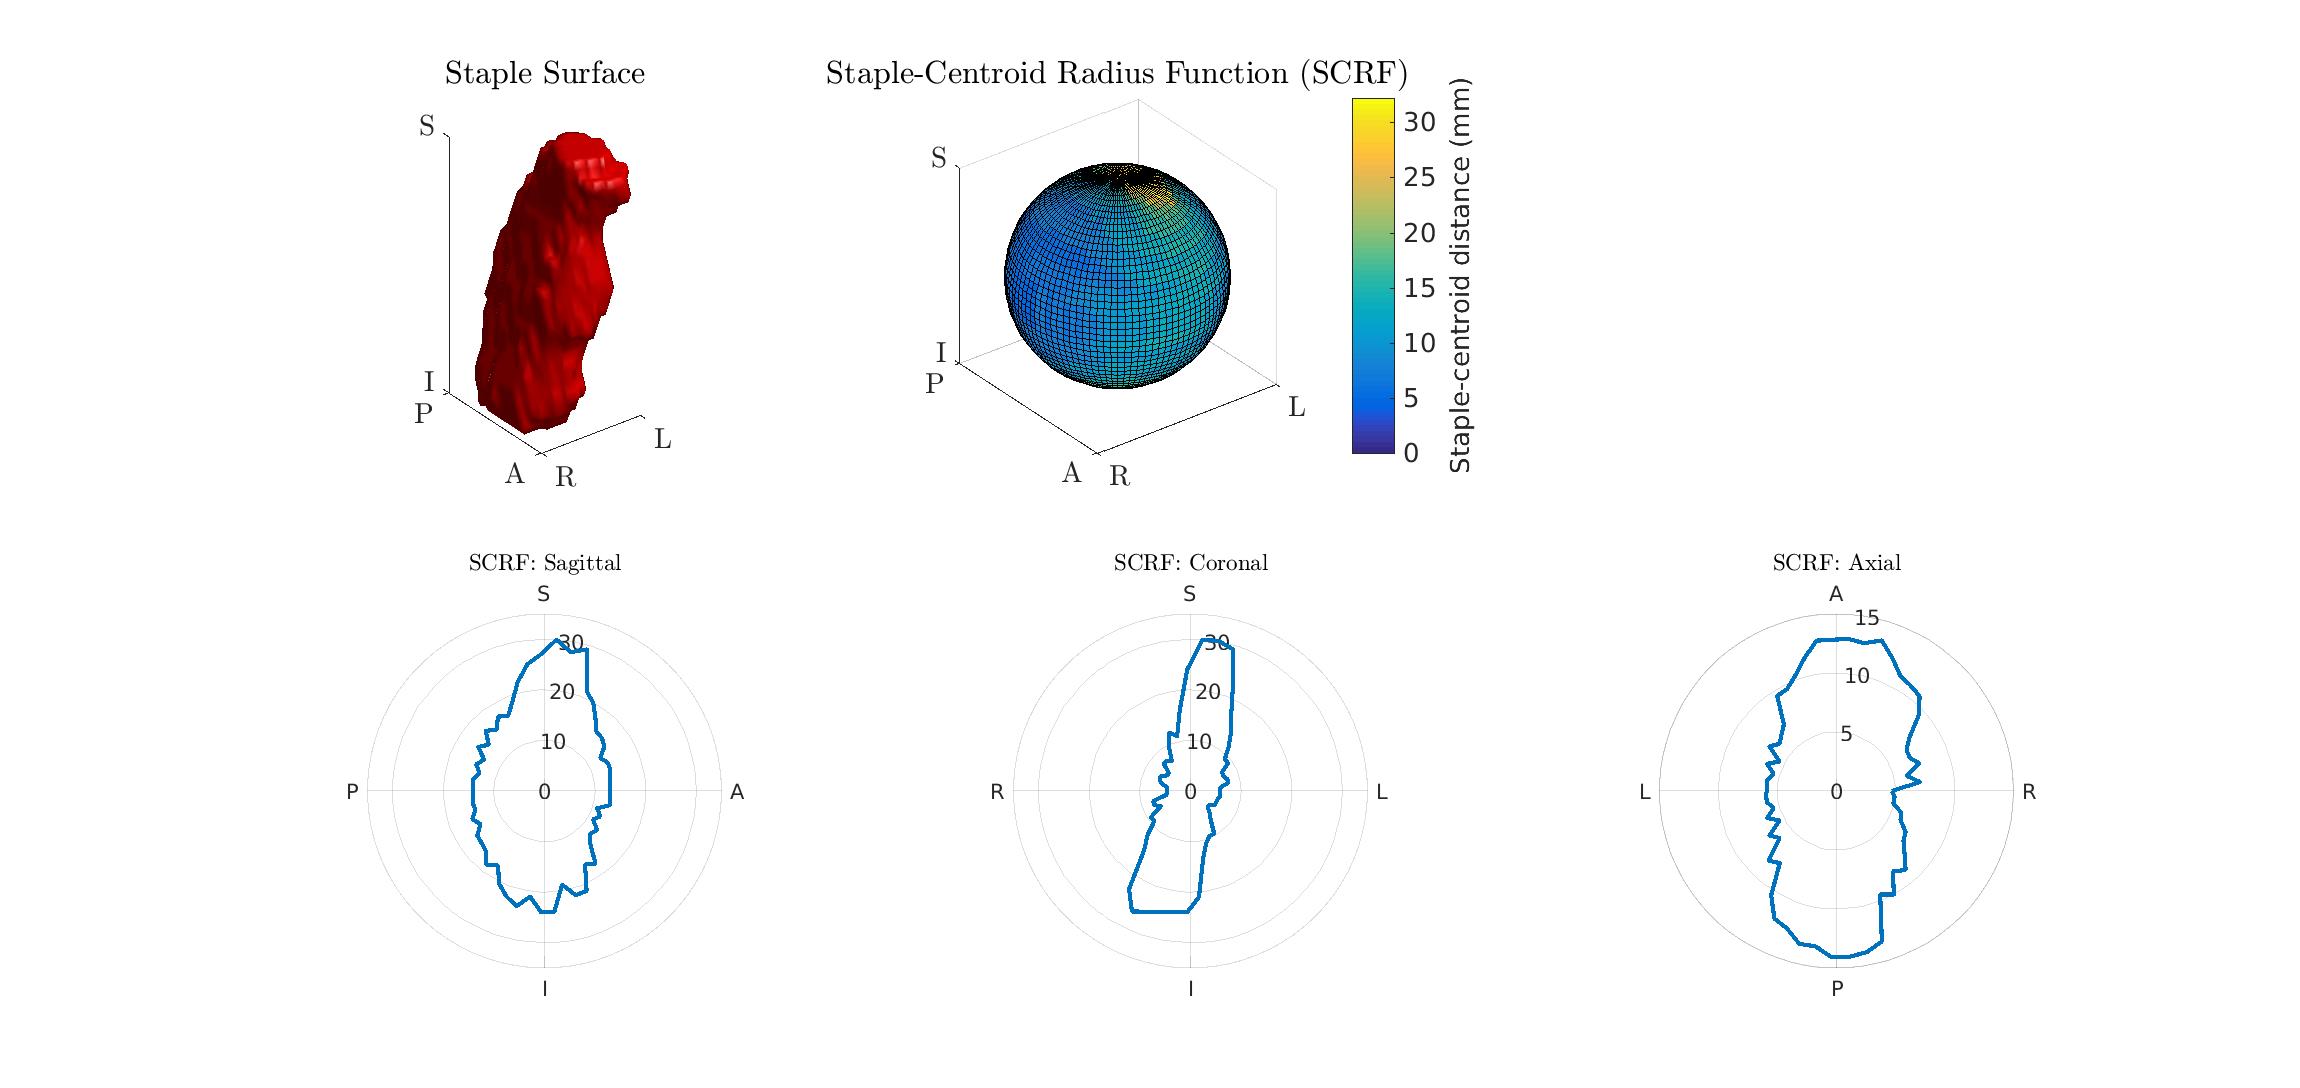 Staple Surface
S
I
P
A
R
L
Staple-Centroid Radius Function (SCRF)
S
I
P
A
R
L
30
25
20
15
10
5
0
Staple-centroid distance (mm)
SCRF: Sagittal
S
30
20
10
P
0
A
I
SCRF: Coronal
S
30
20
10
R
0
L
I
SCRF: Axial
A
15
10
5
L
0
R
P